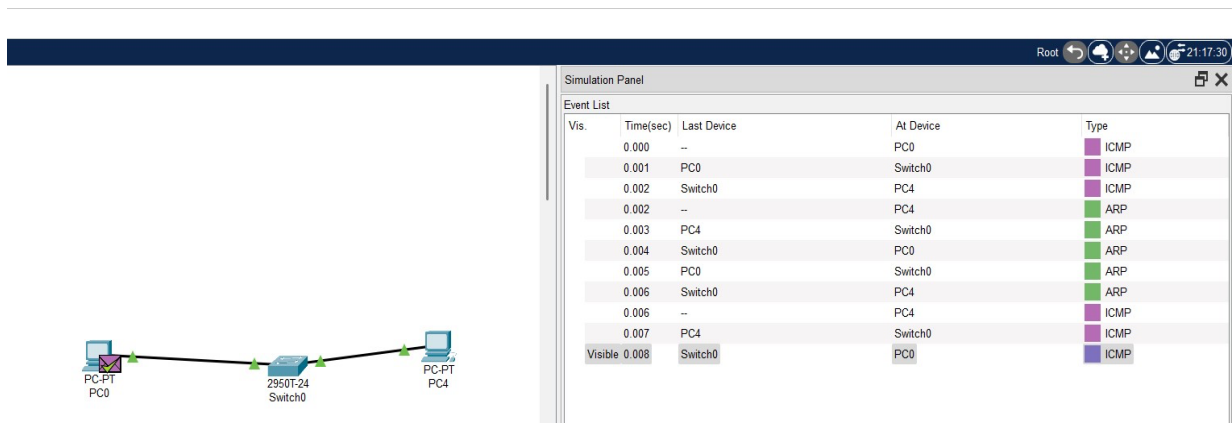 Root 21:17:30
Simulation Panel
Event List
Vis. Time(sec) Last Device At Device Type
0.000 -- PC0 ICMP
0.001 PC0 Switch0 ICMP
0.002 Switch0 PC4 ICMP
0.002 -- PC4 ARP
0.003 PC4 Switch0 ARP
0.004 Switch0 PC0 ARP
0.005 PC0 Switch0 ARP
0.006 Switch0 PC4 ARP
0.006 -- PC4 ICMP
0.007 PC4 Switch0 ICMP
Visible 0.008 Switch0 PC0 ICMP
PC-PT
PC0
2950T-24
Switch0
PC-PT
PC4